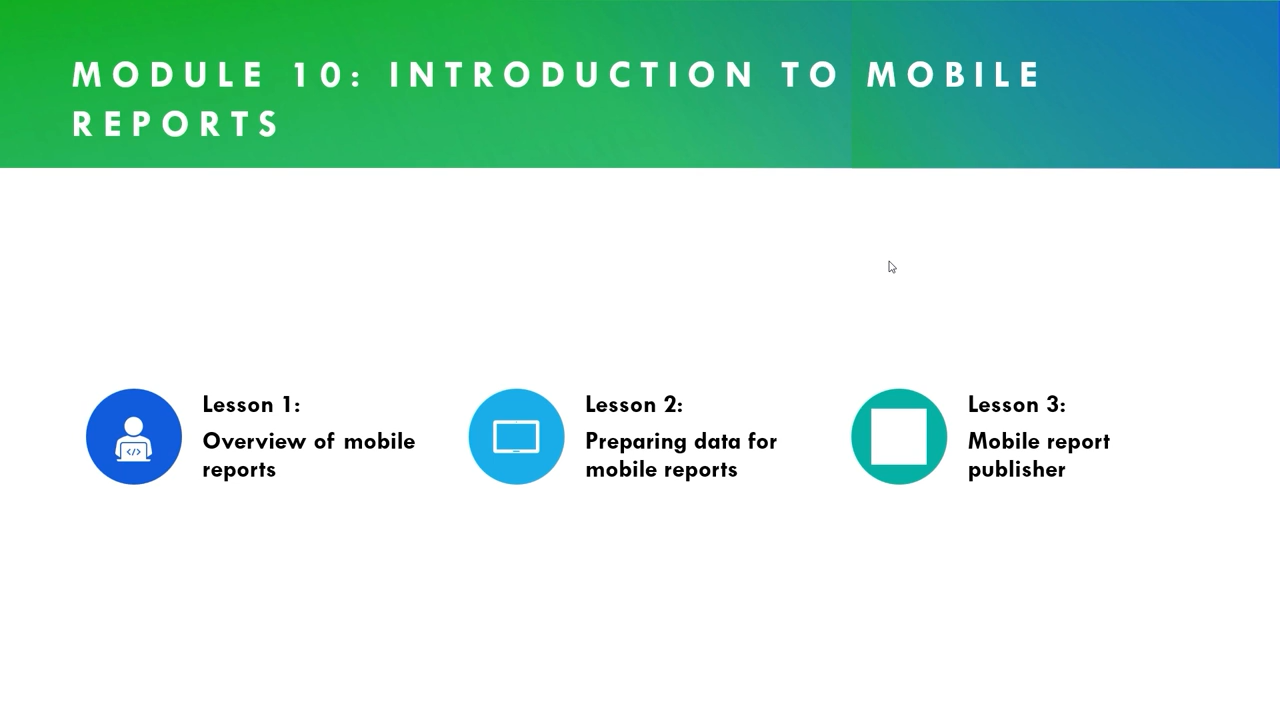 MODULE 10: INTRODUCTION TO MOBILE
REPORTS
Lesson 1:
Overview of mobile
reports
Lesson 2:
Preparing data for
mobile reports
Lesson 3:
Mobile report
publisher